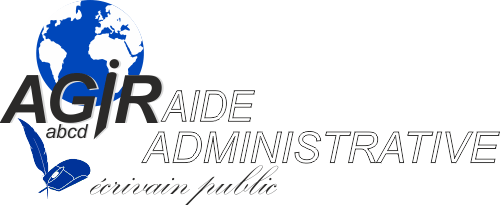 AGiR AIDE
abcd
ADMINISTRATIVE
écrivain public